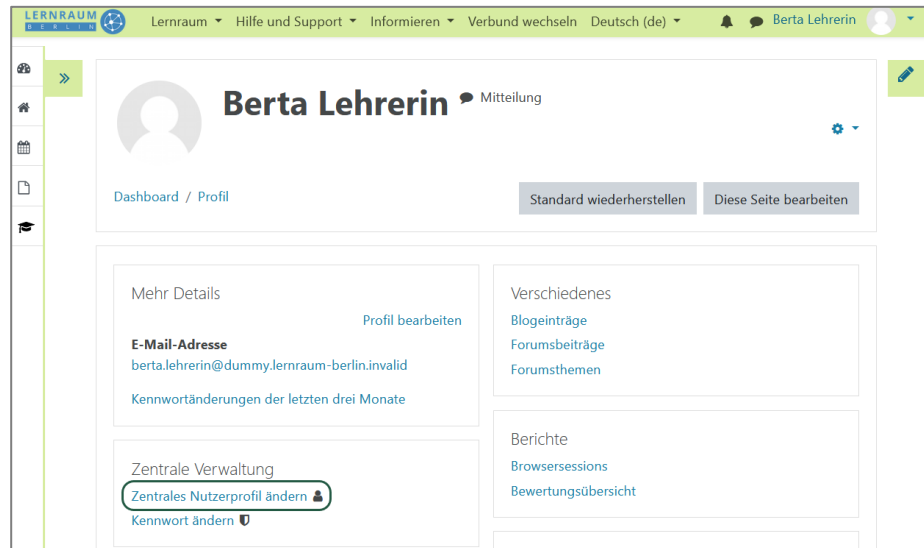 LERNRAUM
BERLIN
Lernraum Hilfe und Support Informieren Verbund wechseln Deutsch (de) Berta Lehrerin
Berta Lehrerin Mitteilung
Dashboard / Profil
Standard wiederherstellen Diese Seite bearbeiten
Mehr Details
Profil bearbeiten
E-Mail-Adresse
berta.lehrerin@dummy.lernraum-berlin.invalid
Kennwortänderungen der letzten drei Monate
Zentrale Verwaltung
Zentrales Nutzerprofil ändern
Kennwort ändern
Verschiedenes
Blogeinträge
Forumsbeiträge
Forumsthemen
Berichte
Browsersessions
Bewertungsübersicht